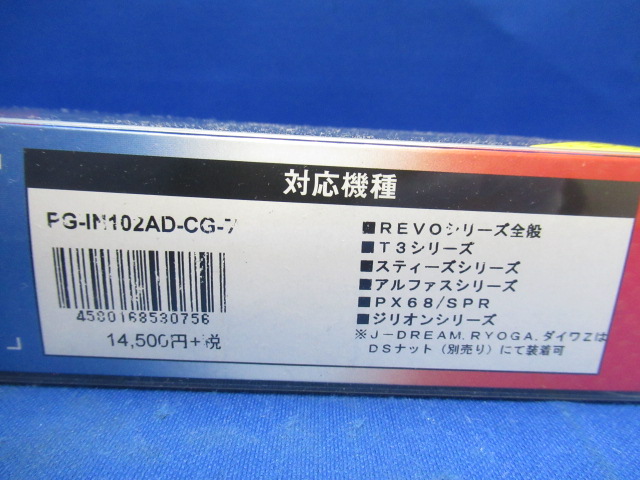 対応機種
PG-IN102AD-CG-7
4580168530756
14,500円+税
■REVOシリーズ全般
■T3シリーズ
■スティーズシリーズ
■アルファスシリーズ
■PX68/SPR
■ジリオンシリーズ
※J-DREAM.RYOGA.ダイワZは
DSナット(別売り)にて装着可